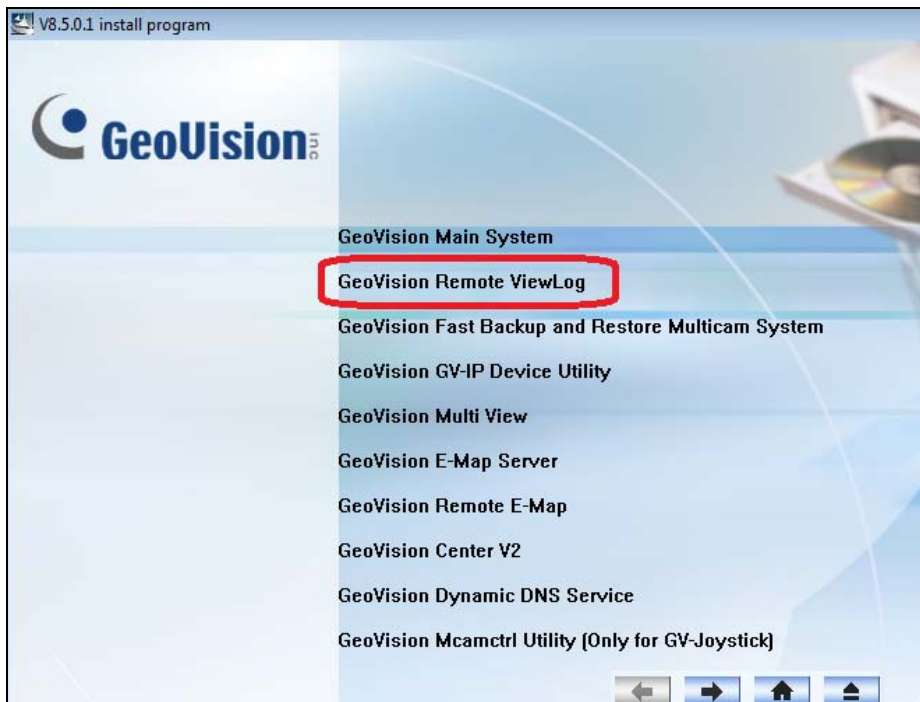 V8.5.0.1 install program
GeoVision Inc
GeoVision Main System
GeoVision Remote ViewLog
GeoVision Fast Backup and Restore Multicam System
GeoVision GV-IP Device Utility
GeoVision Multi View
GeoVision E-Map Server
GeoVision Remote E-Map
GeoVision Center V2
GeoVision Dynamic DNS Service
GeoVision Mcamctrl Utility (Only for GV-Joystick)